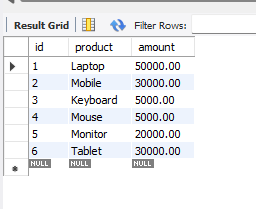 Result Grid Filter Rows:
id product amount
1 Laptop 50000.00
2 Mobile 30000.00
3 Keyboard 5000.00
4 Mouse 5000.00
5 Monitor 20000.00
6 Tablet 30000.00
NULL NULL NULL